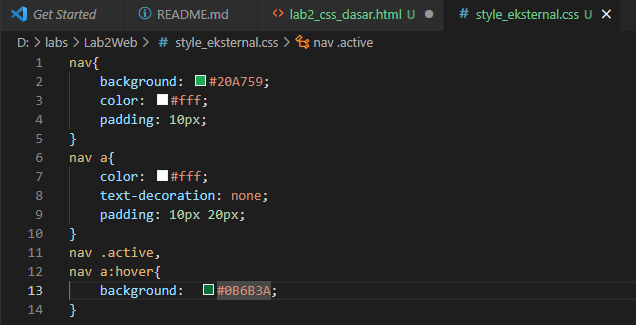 Get Started README.md lab2_css_dasar.html U style_eksternal.css U
D: > labs > Lab2Web > # style_eksternal.css > nav .active
1 nav{
2 background: #20A759;
3 color: #fff;
4 padding: 10px;
5 }
6 nav a{
7 color: #fff;
8 text-decoration: none;
9 padding: 10px 20px;
10 }
11 nav .active,
12 nav a:hover{
13 background: #0B6B3A;
14 }